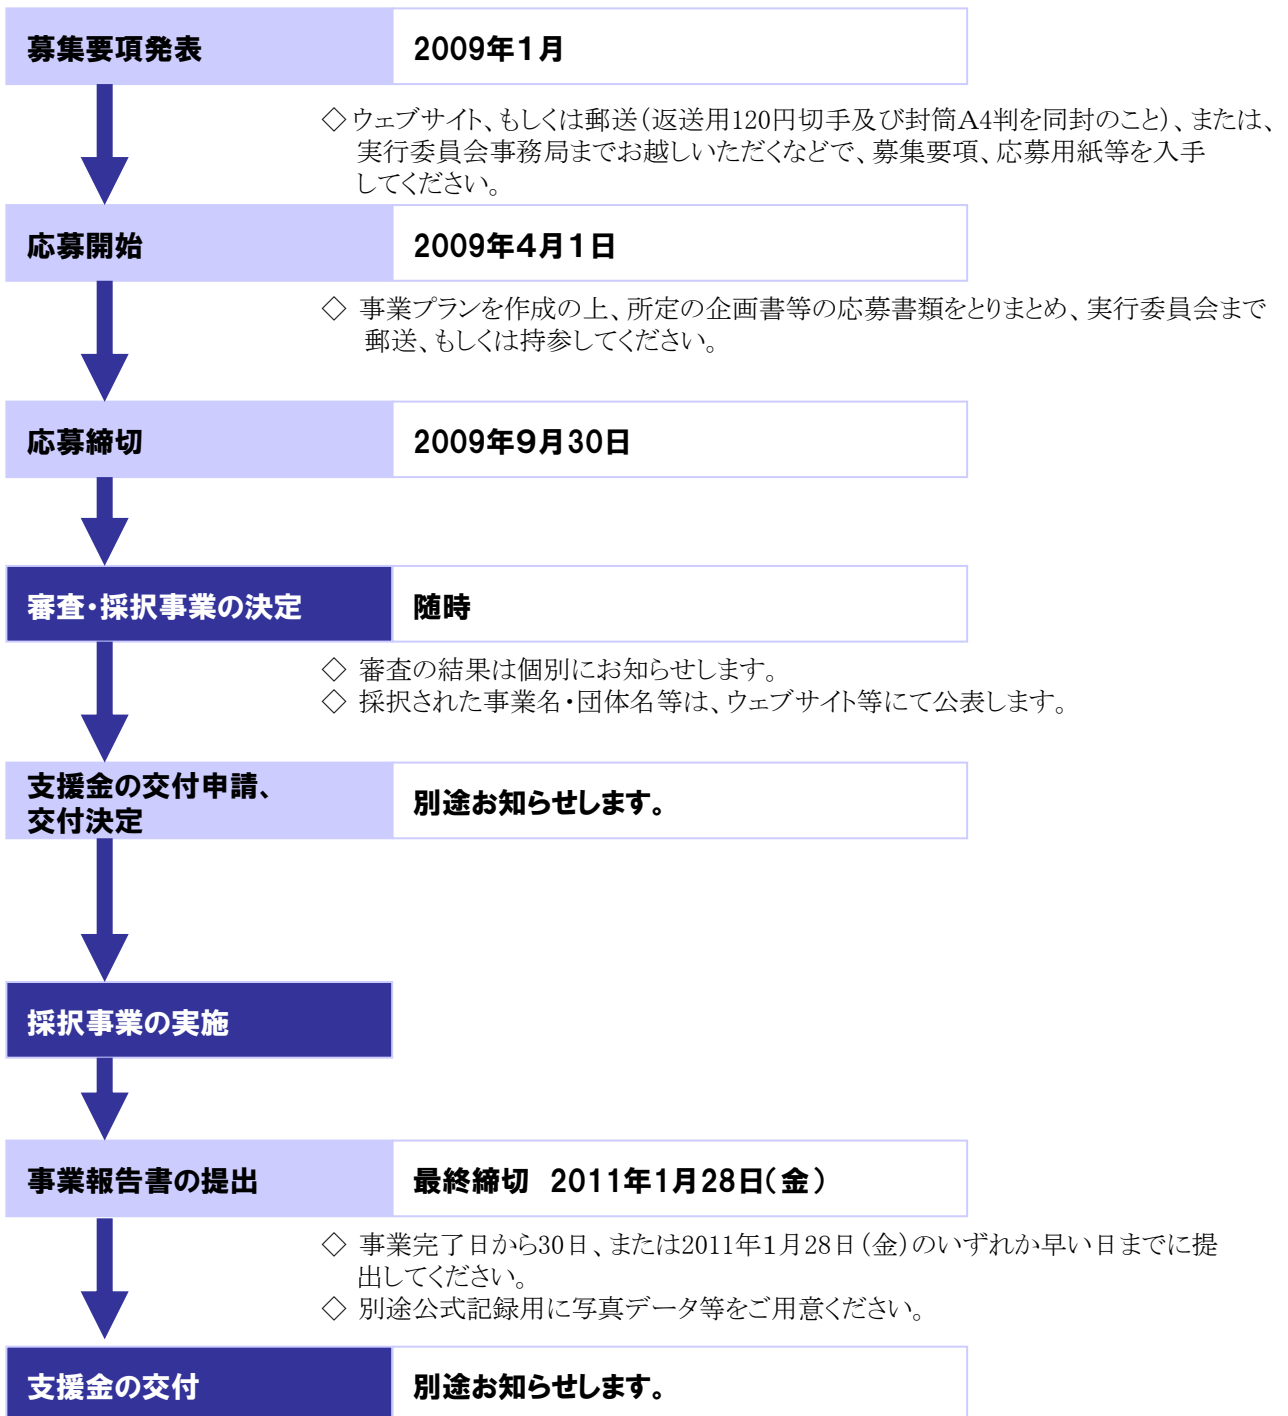 募集要項発表
2009年1月
◇ウェブサイト、もしくは郵送(返送用120円切手及び封筒A4判を同封のこと)、または、
実行委員会事務局までお越しいただくなどで、募集要項、応募用紙等を入手
してください。
応募開始
2009年4月1日
◇ 事業プランを作成の上、所定の企画書等の応募書類をとりまとめ、実行委員会まで
郵送、もしくは持参してください。
応募締切
2009年9月30日
審査・採択事業の決定
随時
◇ 審査の結果は個別にお知らせします。
◇ 採択された事業名・団体名等は、ウェブサイト等にて公表します。
支援金の交付申請、
交付決定
別途お知らせします。
採択事業の実施
事業報告書の提出
最終締切 2011年1月28日(金)
◇ 事業完了日から30日、または2011年1月28日(金)のいずれか早い日までに提
出してください。
◇ 別途公式記録用に写真データ等をご用意ください。
支援金の交付
別途お知らせします。